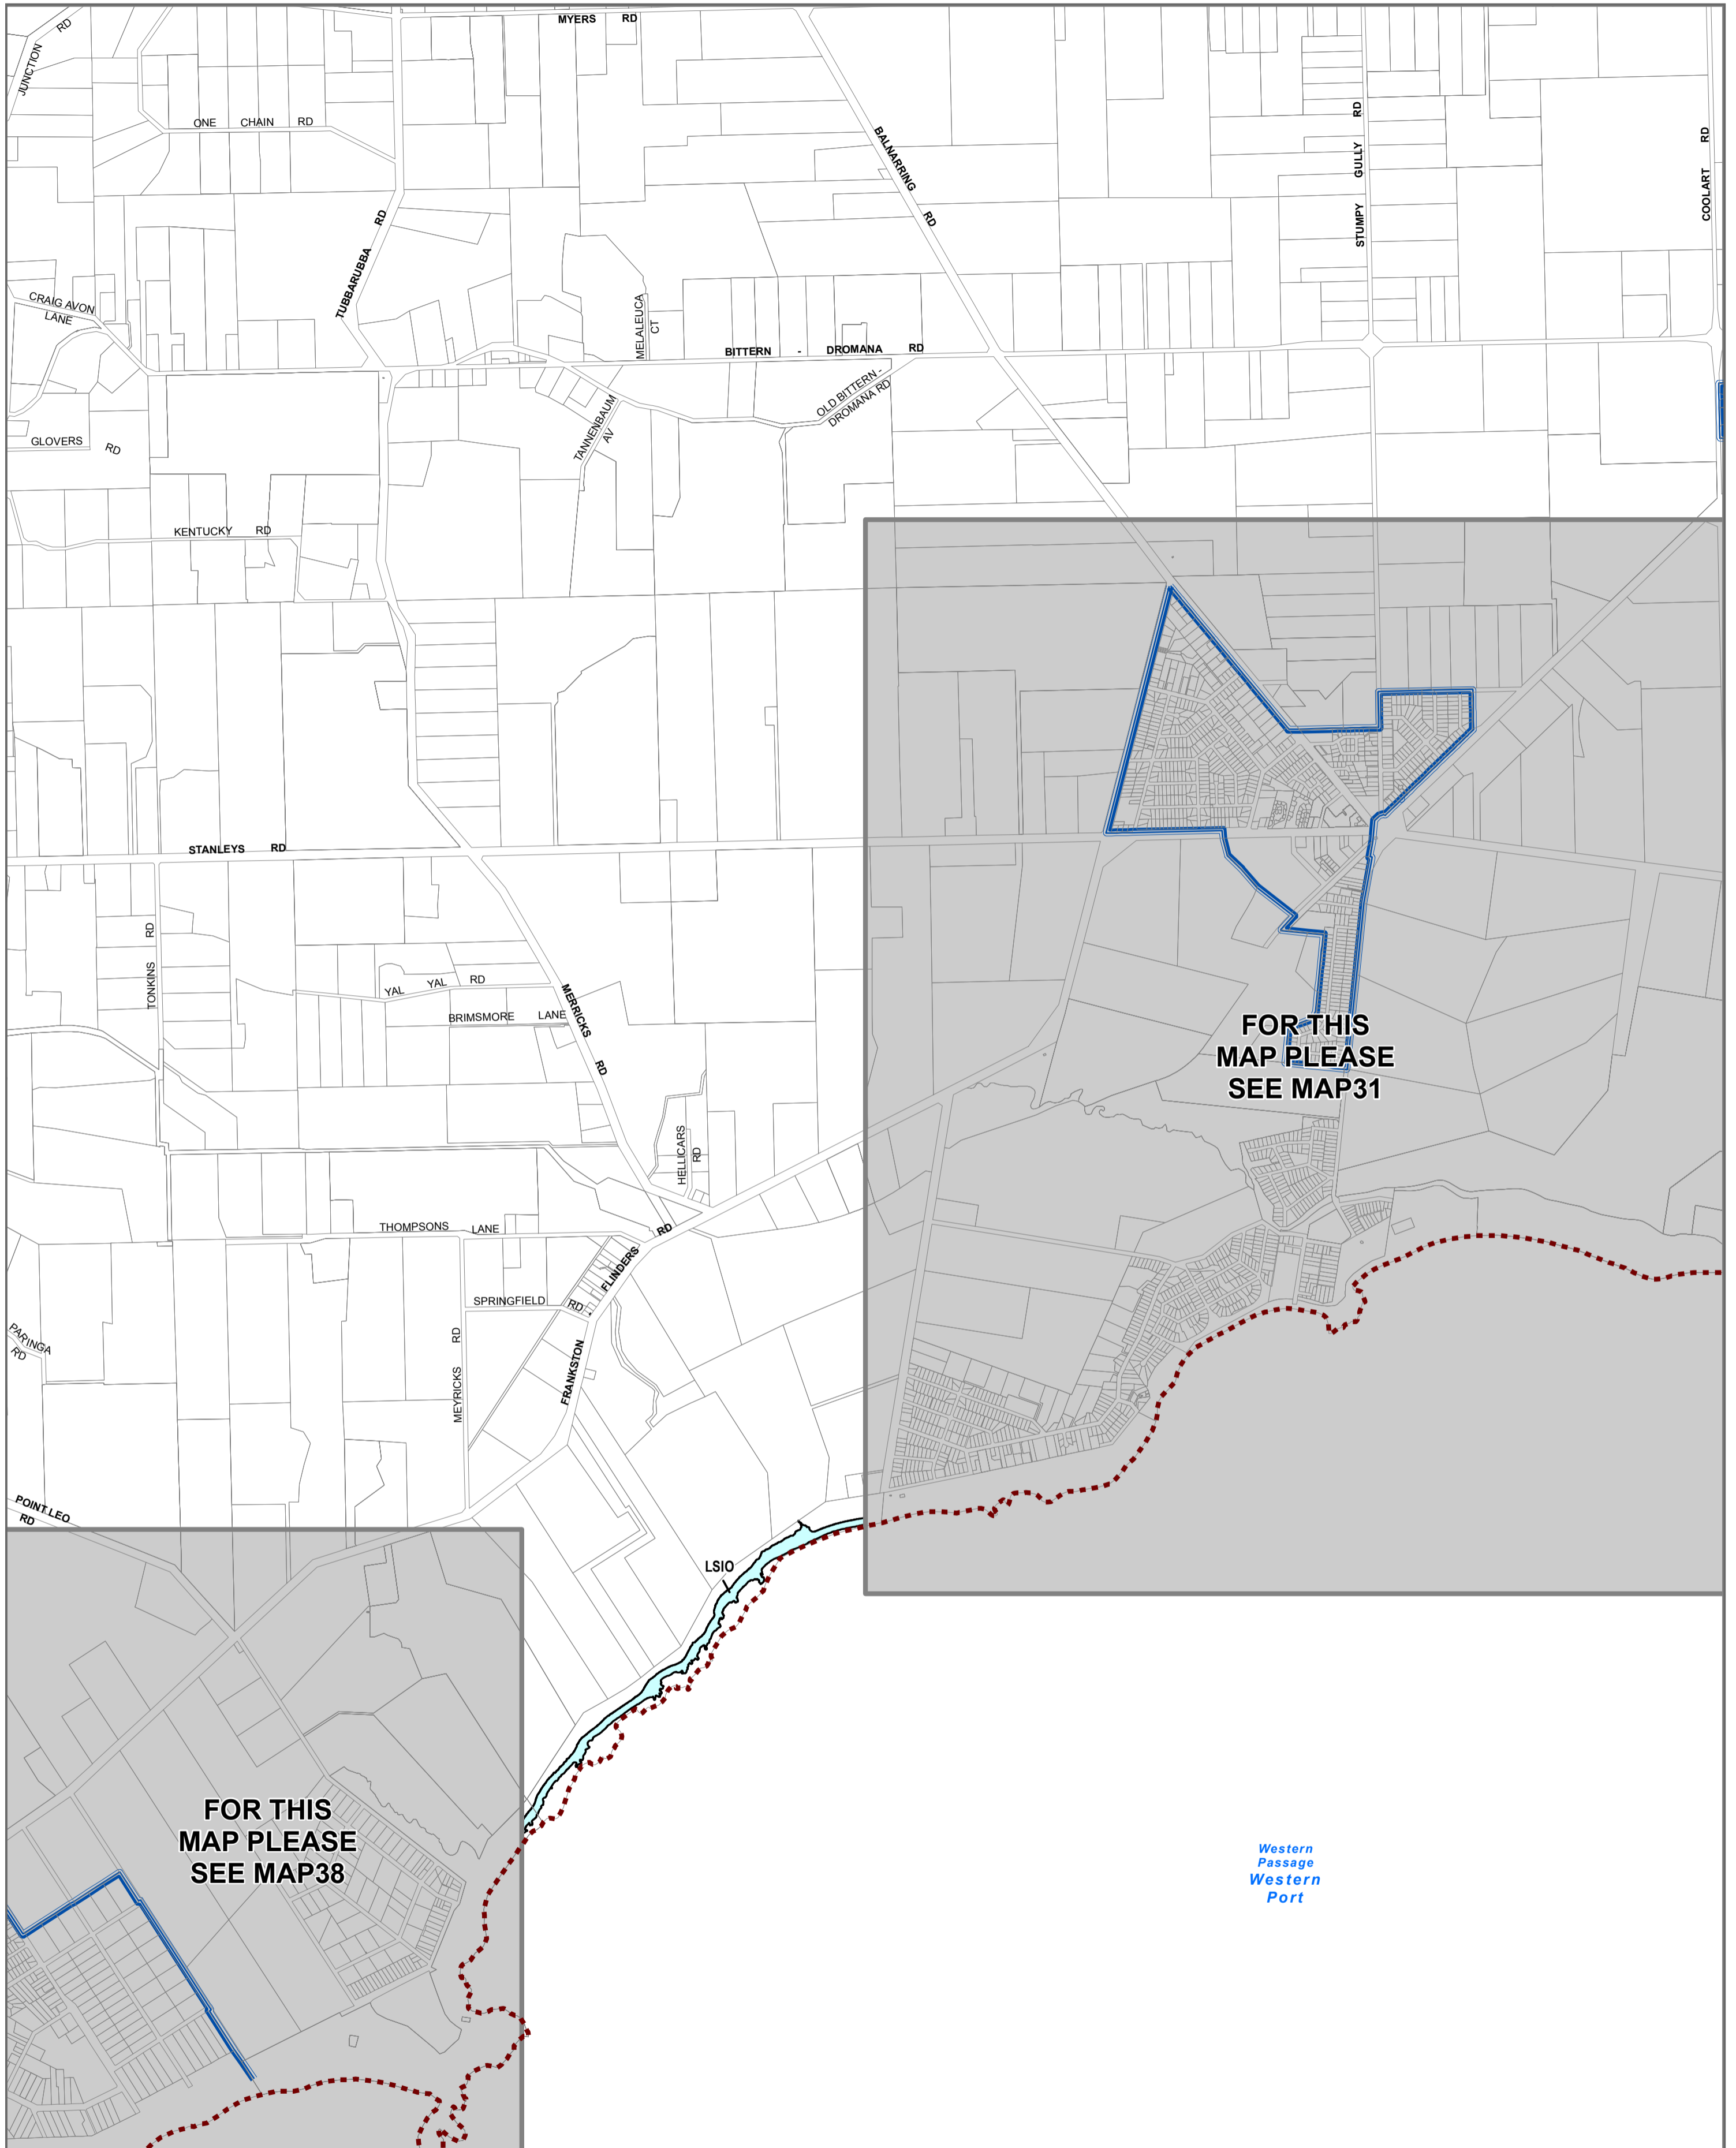 MYERS RD
JUNCTION RD
ONE CHAIN RD
BALNARRING RD
STUMPY GULLY RD
COOLART RD
TUBBARUBBA RD
CRAIG AVON
LANE
MELALEUCA
CT
BITTERN - DROMANA RD
OLD BITTERN -
DROMANA RD
TANNENBAUM
AV
GLOVERS RD
KENTUCKY RD
STANLEYS RD
TONKINS RD
YAL YAL RD
BRIMSMORE LANE
MERRICKS RD
FOR THIS
MAP PLEASE
SEE MAP31
HELLICARS
RD
THOMPSONS LANE
FRANKSTON FLINDERS RD
SPRINGFIELD RD
PARINGA
RD
MEYRICKS RD
POINT LEO
RD
LSIO
FOR THIS
MAP PLEASE
SEE MAP38
Western
Passage
Western
Port